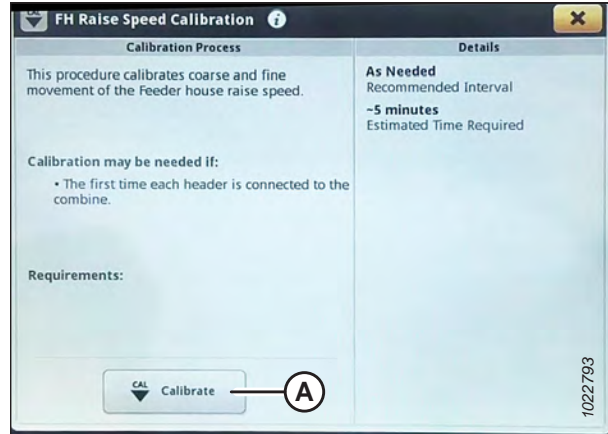 CAL FH Raise Speed Calibration i
Calibration Process
This procedure calibrates coarse and fine
movement of the Feeder house raise speed.
Calibration may be needed if:
• The first time each header is connected to the
combine.
Requirements:
CAL Calibrate
A
Details
As Needed
Recommended Interval
~5 minutes
Estimated Time Required
1022793